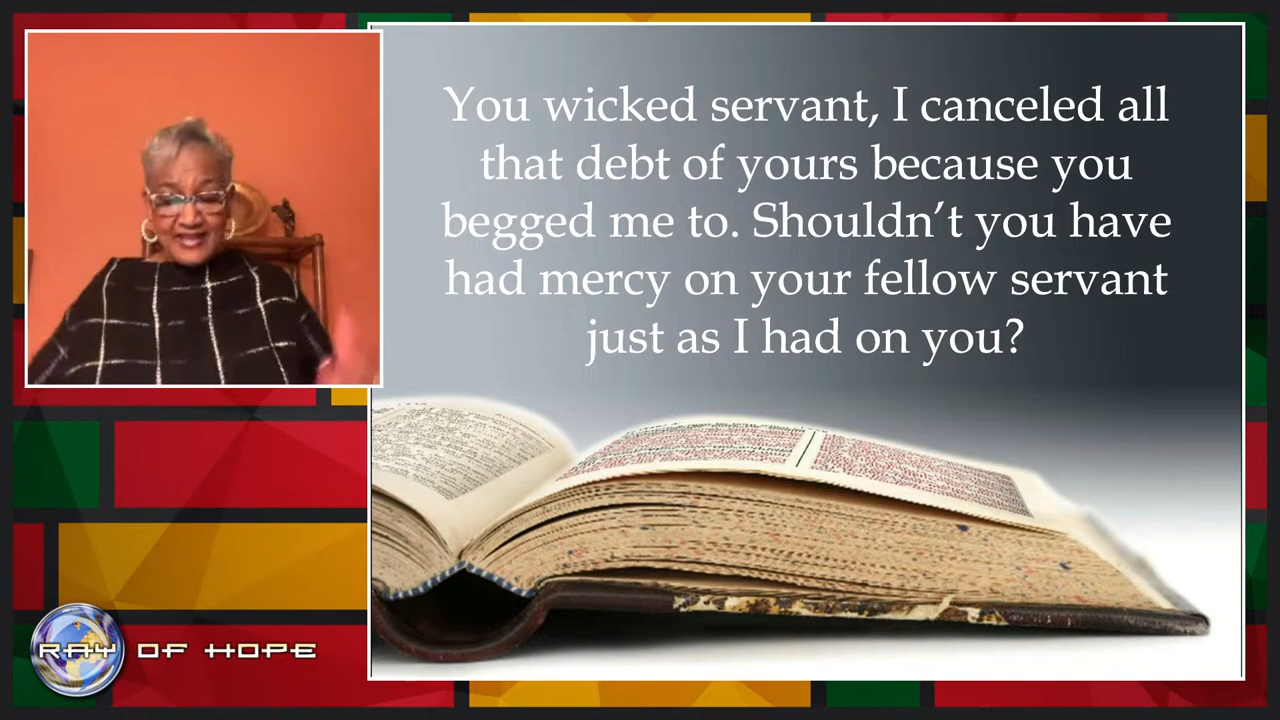 You wicked servant, I canceled all
that debt of yours because you
begged me to. Shouldn’t you have
had mercy on your fellow servant
just as I had on you?
RAY OF HOPE